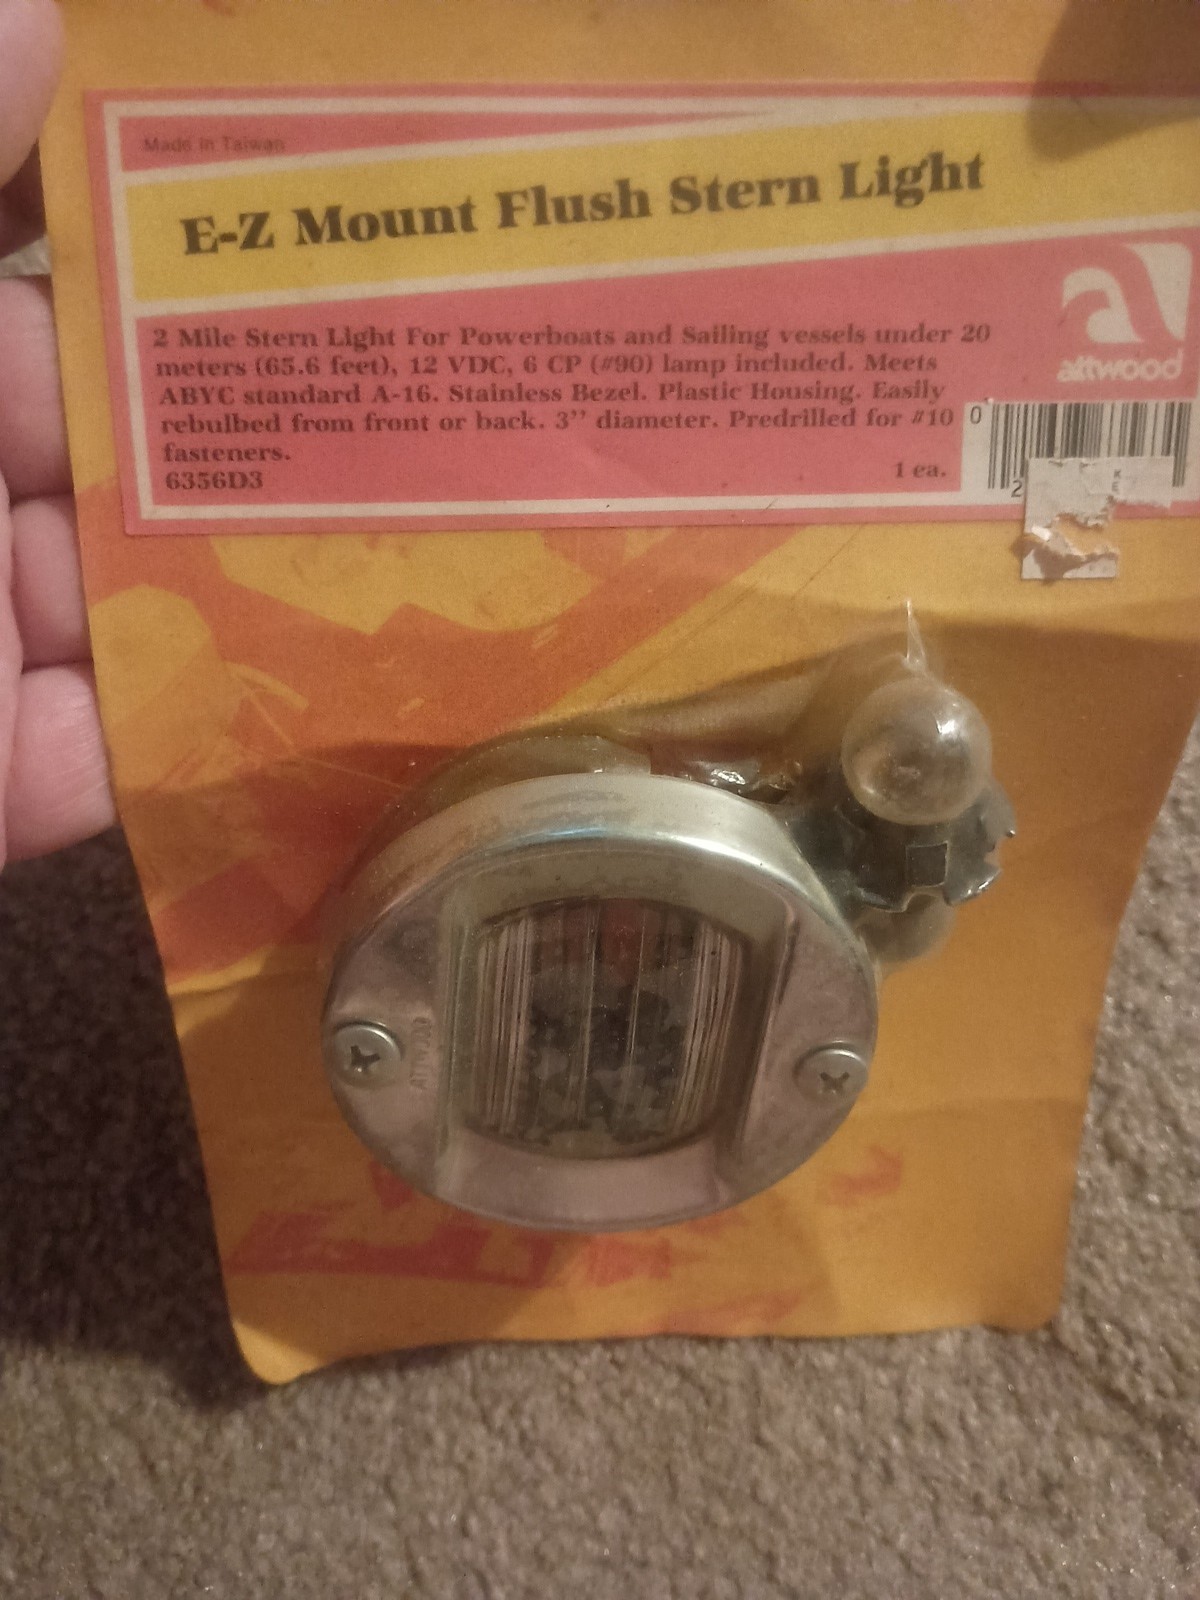 Made in Taiwan
E-Z Mount Flush Stern Light
attwood
2 Mile Stern Light For Powerboats and Sailing vessels under 20
meters (65.6 feet), 12 VDC, 6 CP (#90) lamp included. Meets
ABYC standard A-16. Stainless Bezel. Plastic Housing. Easily
rebulbed from front or back. 3” diameter. Predrilled for #10
fasteners.
6356D3
1 ea.
0
2
K
E
ATTWOOD